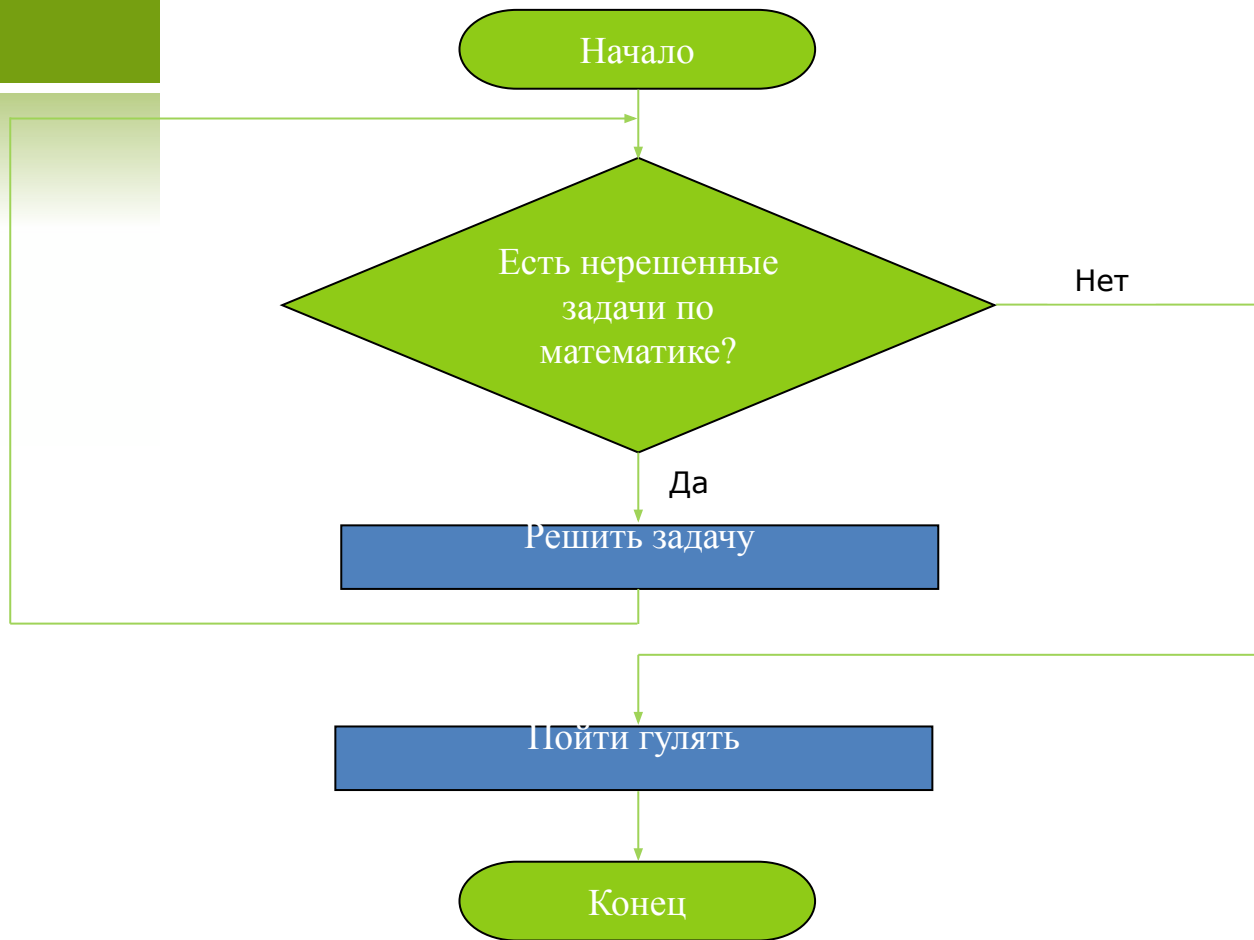 Начало
Есть нерешенные
задачи по
математике?
Нет
Да
Решить задачу
Пойти гулять
Конец